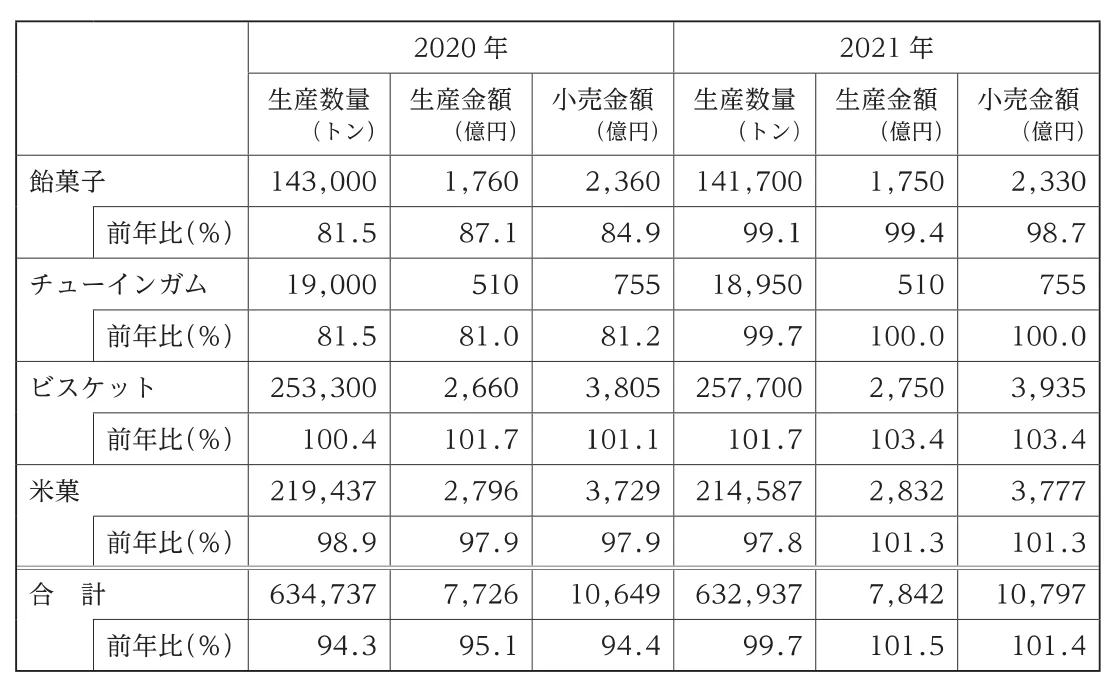 2020年 2021年
生産数量 生産金額 小売金額 生産数量 生産金額 小売金額
（トン） （億円） （億円） （トン） （億円） （億円）
飴菓子 143,000 1,760 2,360 141,700 1,750 2,330
前年比(％) 81.5 87.1 84.9 99.1 99.4 98.7
チューインガム 19,000 510 755 18,950 510 755
前年比(％) 81.5 81.0 81.2 99.7 100.0 100.0
ビスケット 253,300 2,660 3,805 257,700 2,750 3,935
前年比(％) 100.4 101.7 101.1 101.7 103.4 103.4
米菓 219,437 2,796 3,729 214,587 2,832 3,777
前年比(％) 98.9 97.9 97.9 97.8 101.3 101.3
合　計 634,737 7,726 10,649 632,937 7,842 10,797
前年比(％) 94.3 95.1 94.4 99.7 101.5 101.4